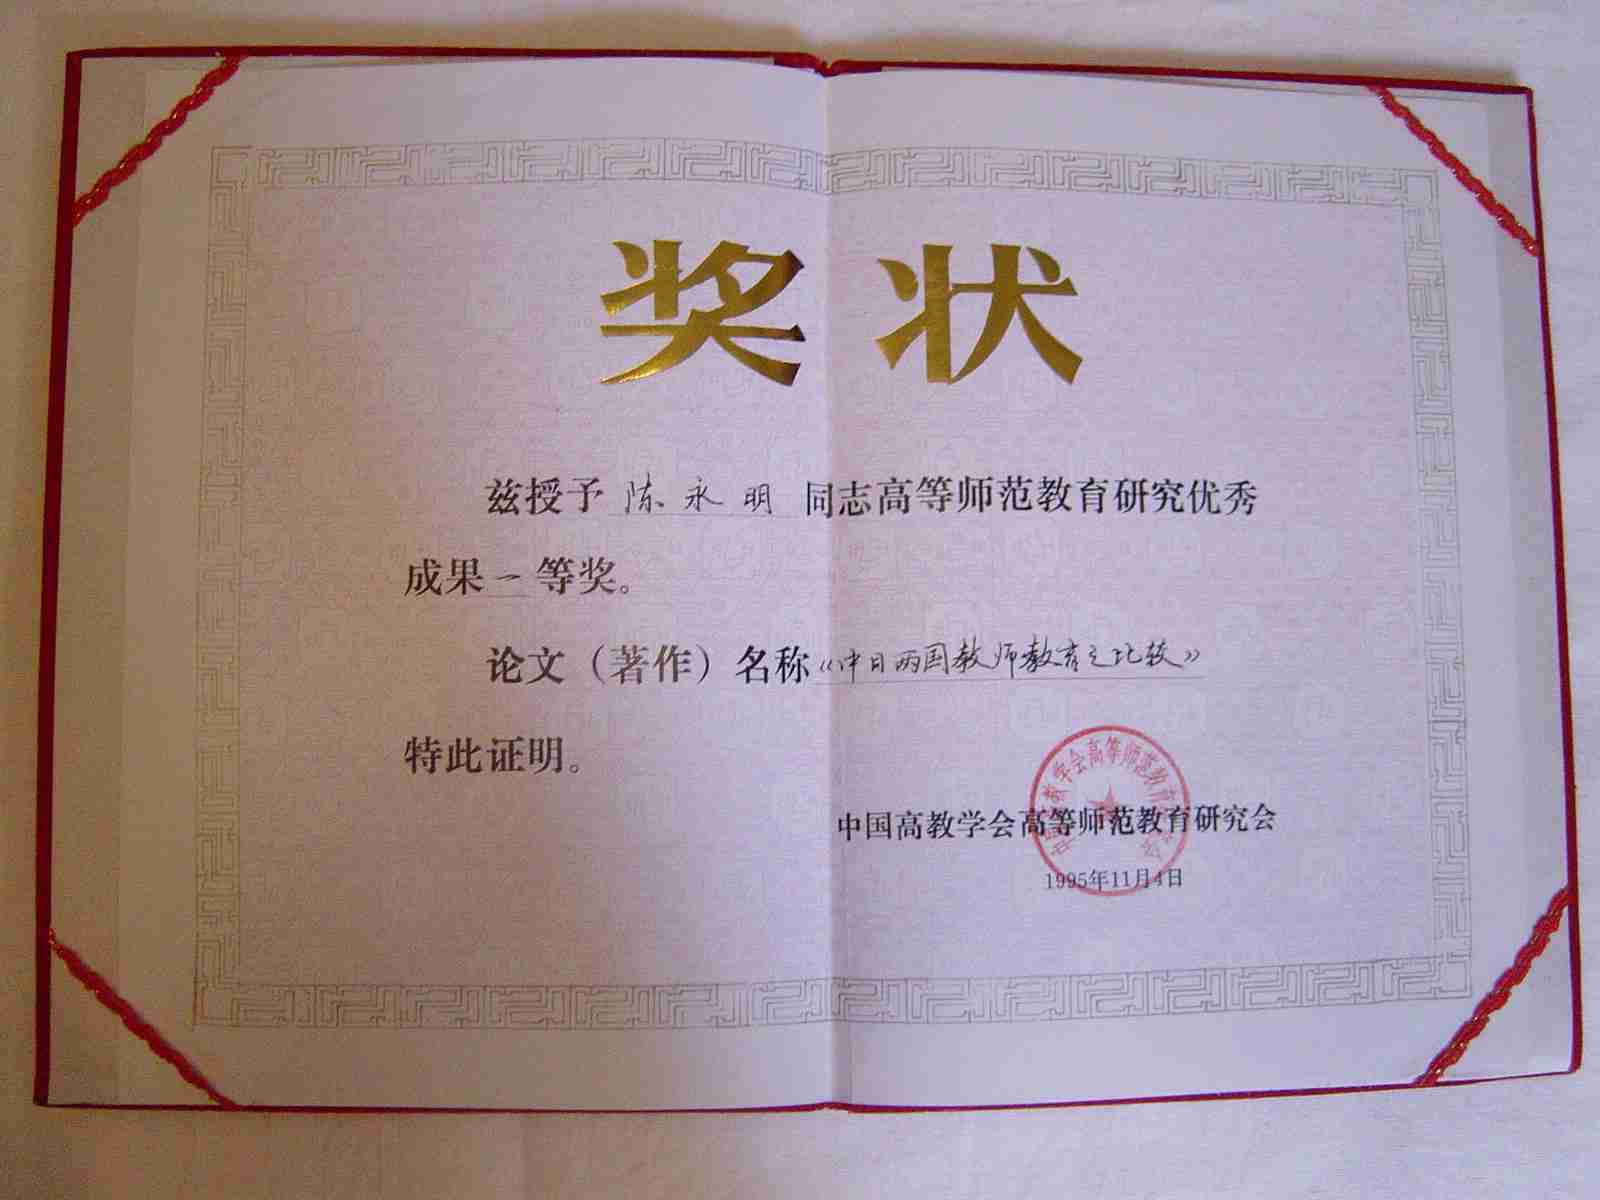 奖状
兹授予 陈永明 同志高等师范教育研究优秀
成果一等奖。
论文（著作）名称《中日两国教师教育之比较》
特此证明。
中国高教学会高等师范教育研究会
1995年11月4日